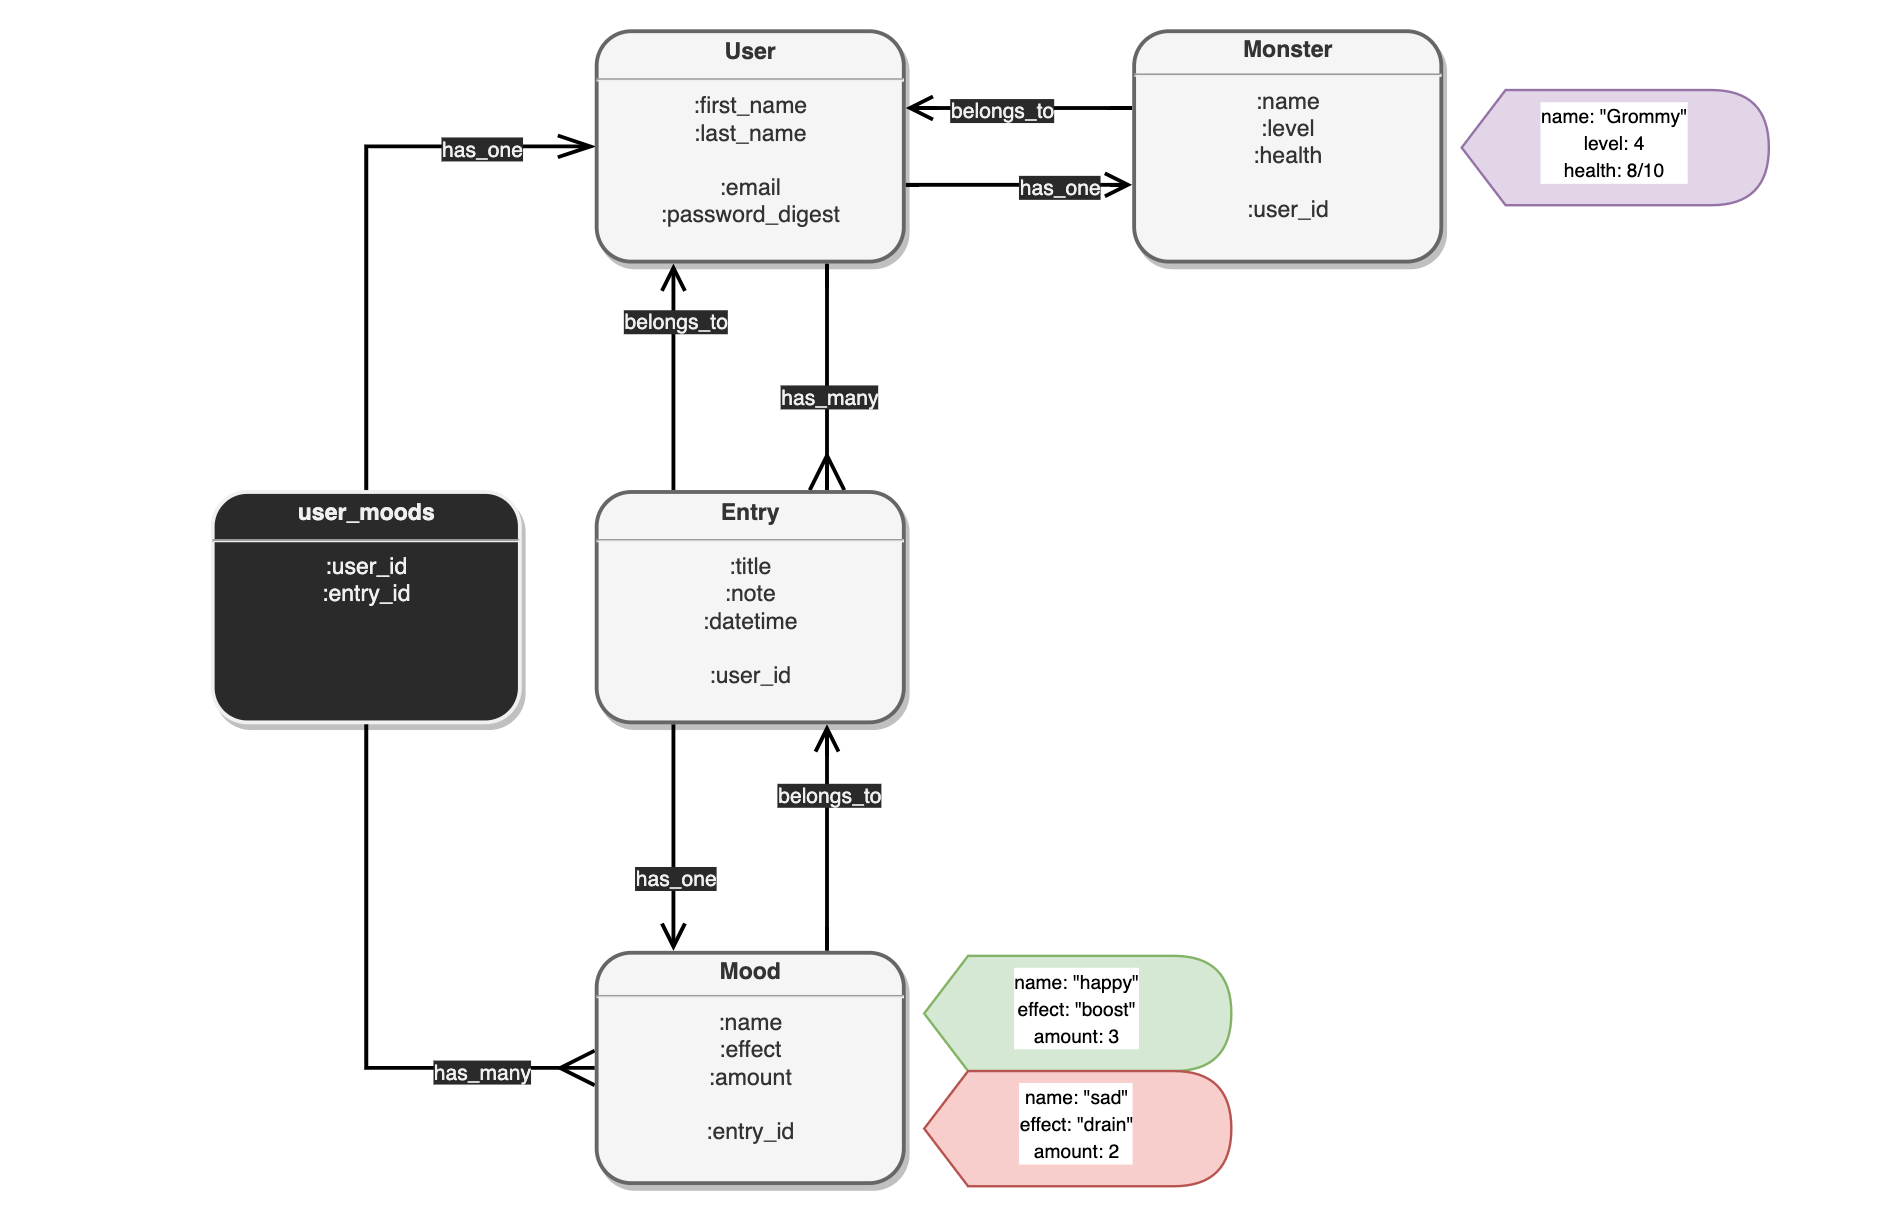 User
:first_name
:last_name
:email
:password_digest
Monster
:name
:level
:health
:user_id
name: "Grommy"
level: 4
health: 8/10
belongs_to
has_one
has_one
belongs_to
has_many
user_moods
:user_id
:entry_id
Entry
:title
:note
:datetime
:user_id
belongs_to
has_one
has_many
Mood
:name
:effect
:amount
:entry_id
name: "happy"
effect: "boost"
amount: 3
name: "sad"
effect: "drain"
amount: 2